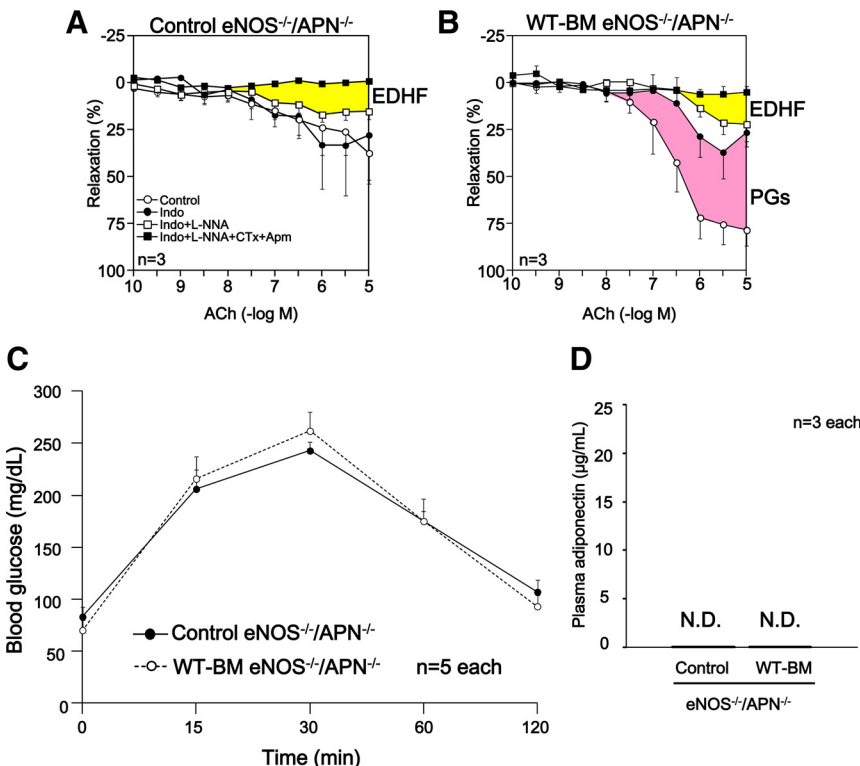 A
Control eNOS-/-/APN-/-
-25
0
25
50
75
100
Relaxation (%)
EDHF
Control
Indo
Indo+L-NNA
Indo+L-NNA+CTx+Apm
n=3
10 9 8 7 6 5
ACh (-log M)
B
WT-BM eNOS-/-/APN-/-
-25
0
25
50
75
100
Relaxation (%)
EDHF
PGs
n=3
10 9 8 7 6 5
ACh (-log M)
C
300
250
200
150
100
50
0
Blood glucose (mg/dL)
Control eNOS-/-/APN-/-
WT-BM eNOS-/-/APN-/- n=5 each
0 15 30 60 120
Time (min)
D
25
20
15
10
5
0
Plasma adiponectin (µg/mL)
n=3 each
N.D. N.D.
Control WT-BM
eNOS-/-/APN-/-